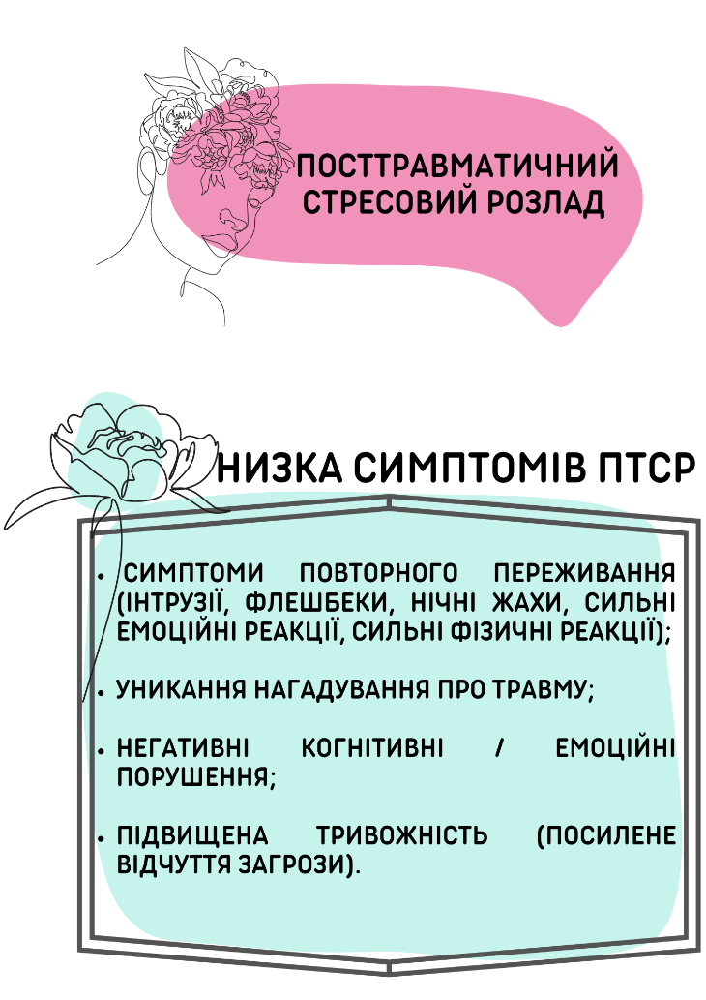 ПОСТТРАВМАТИЧНИЙ
СТРЕСОВИЙ РОЗЛАД
НИЗКА СИМПТОМІВ ПТСР
• СИМПТОМИ ПОВТОРНОГО ПЕРЕЖИВАННЯ
(ІНТРУЗІЇ, ФЛЕШБЕКИ, НІЧНІ ЖАХИ, СИЛЬНІ
ЕМОЦІЙНІ РЕАКЦІЇ, СИЛЬНІ ФІЗИЧНІ РЕАКЦІЇ);
• УНИКАННЯ НАГАДУВАННЯ ПРО ТРАВМУ;
• НЕГАТИВНІ КОГНІТИВНІ / ЕМОЦІЙНІ
ПОРУШЕННЯ;
• ПІДВИЩЕНА ТРИВОЖНІСТЬ (ПОСИЛЕНЕ
ВІДЧУТТЯ ЗАГРОЗИ).